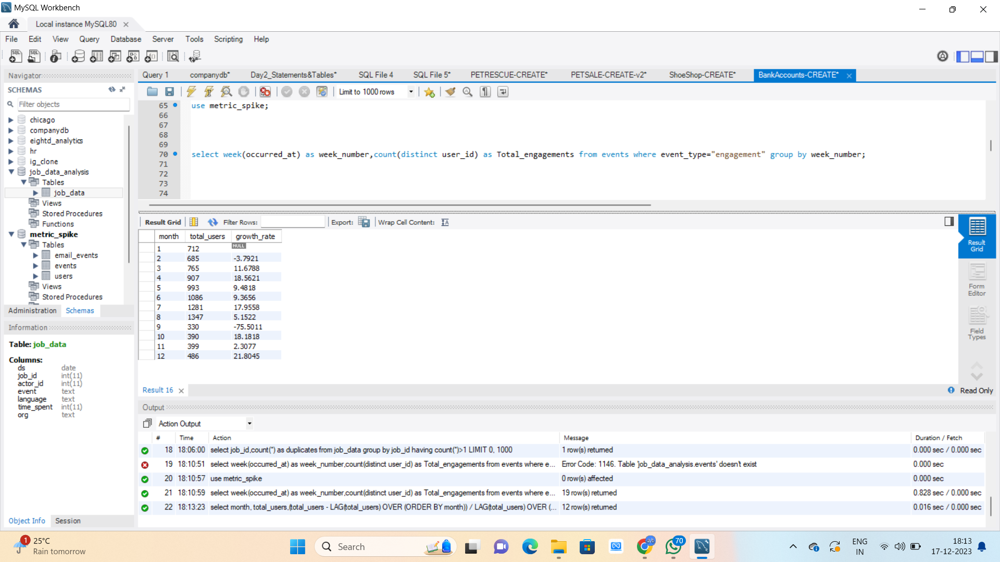 MySQL Workbench
Local instance MySQL80
File Edit View Query Database Server Tools Scripting Help
Navigator
SCHEMAS
Filter objects
chicago
companydb
eightd_analytics
hr
ig_clone
job_data_analysis
Tables
job_data
Views
Stored Procedures
Functions
metric_spike
Tables
email_events
events
users
Views
Stored Procedures
Administration Schemas
Information
Table: job_data
Columns:
ds date
job_id int(11)
actor_id int(11)
event text
language text
time_spent int(11)
org text
Object Info Session
Query 1 companydb* Day2_Statements&Tables* SQL File 4 SQL File 5* PETRESCUE-CREATE* PETSALE-CREATE-v2* ShoeShop-CREATE* BankAccounts-CREATE*
Limit to 1000 rows
65 use metric_spike;
66
67
68
69
70 select week(occurred_at) as week_number,count(distinct user_id) as Total_engagements from events where event_type="engagement" group by week_number;
71
72
73
74
Result Grid Filter Rows: Export: Wrap Cell Content:
month total_users growth_rate
1 712 NULL
2 685 -3.7921
3 765 11.6788
4 907 18.5621
5 993 9.4818
6 1086 9.3656
7 1281 17.9558
8 1347 5.1522
9 330 -75.5011
10 390 18.1818
11 399 2.3077
12 486 21.8045
Result Grid
Form Editor
Field Types
Result 16
Read Only
Output
Action Output
# Time Action Message Duration / Fetch
18 18:06:00 select job_id,count(*) as duplicates from job_data group by job_id having count(*)>1 LIMIT 0, 1000 1 row(s) returned 0.000 sec / 0.000 sec
19 18:10:51 select week(occurred_at) as week_number,count(distinct user_id) as Total_engagements from events where e... Error Code: 1146. Table 'job_data_analysis.events' doesn't exist 0.000 sec
20 18:10:57 use metric_spike 0 row(s) affected 0.000 sec
21 18:10:59 select week(occurred_at) as week_number,count(distinct user_id) as Total_engagements from events where e... 19 row(s) returned 0.828 sec / 0.000 sec
22 18:13:23 select month, total_users,(total_users - LAG(total_users) OVER (ORDER BY month)) / LAG(total_users) OVER (... 12 row(s) returned 0.016 sec / 0.000 sec
1
25°C
Rain tomorrow
Search
70
ENG
IN
18:13
17-12-2023